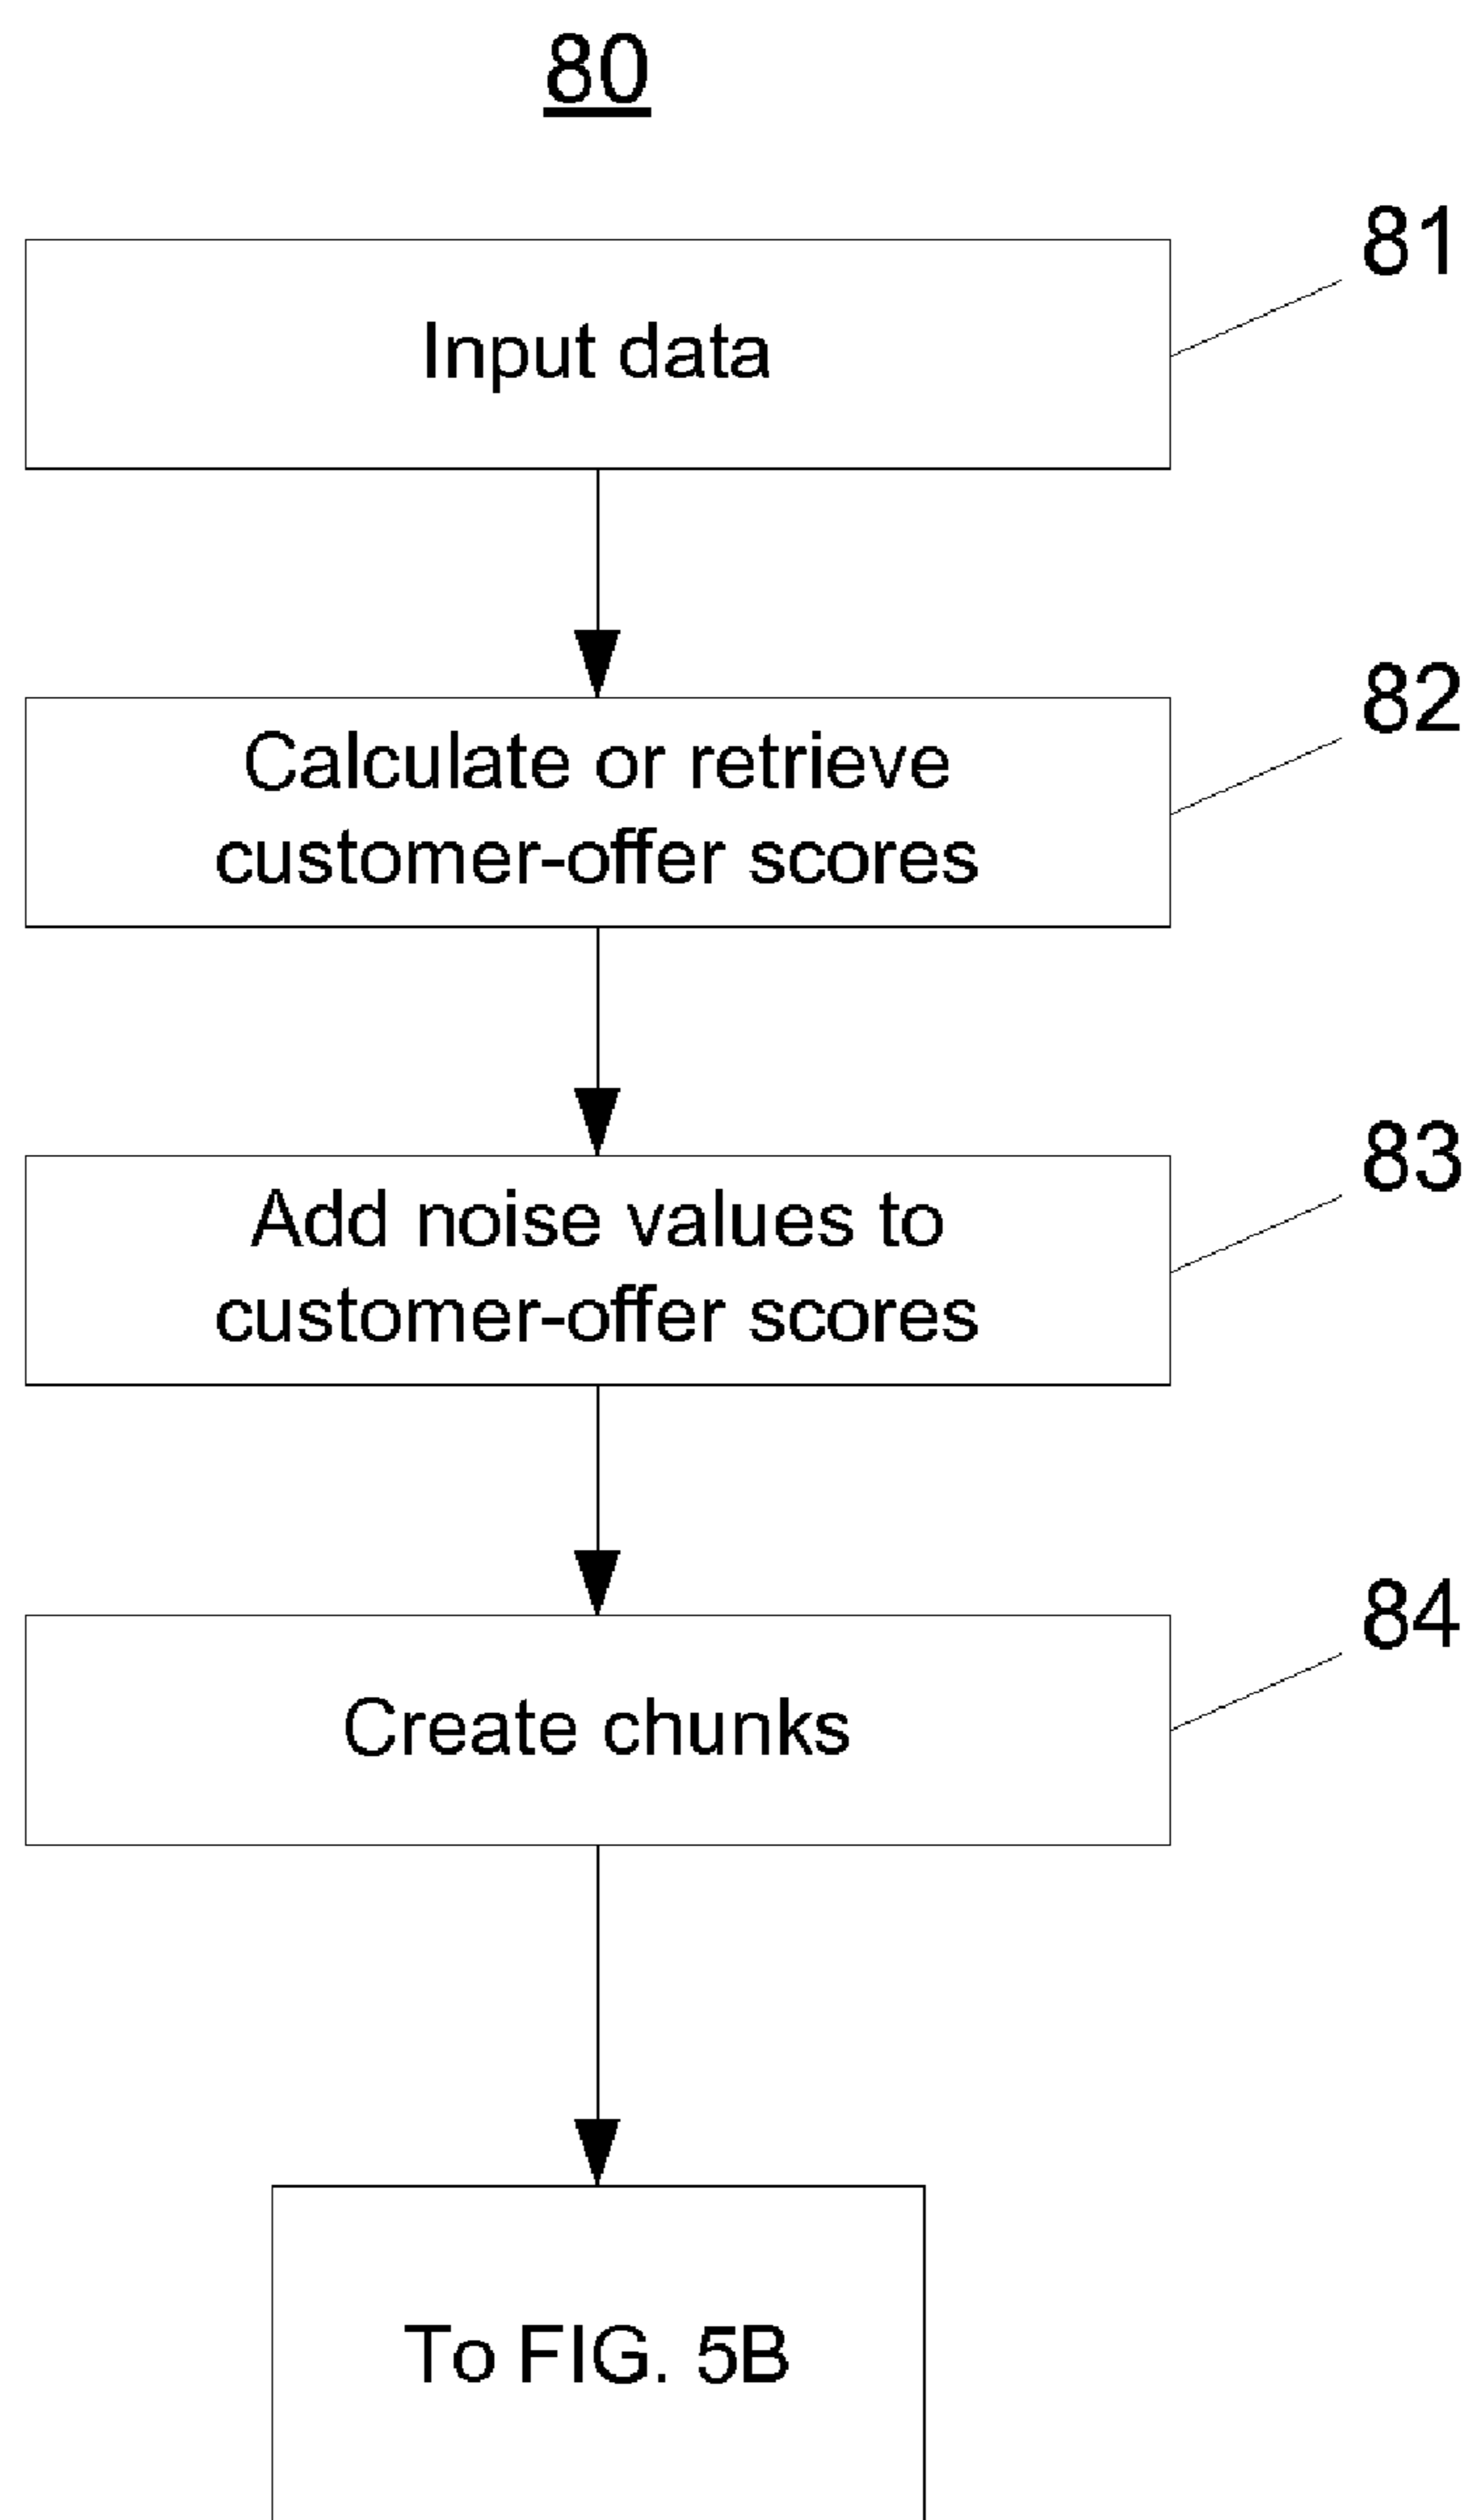 80
81
Input data
82
Calculate or retrieve
customer-offer scores
83
Add noise values to
customer-offer scores
84
Create chunks
To FIG. 5B